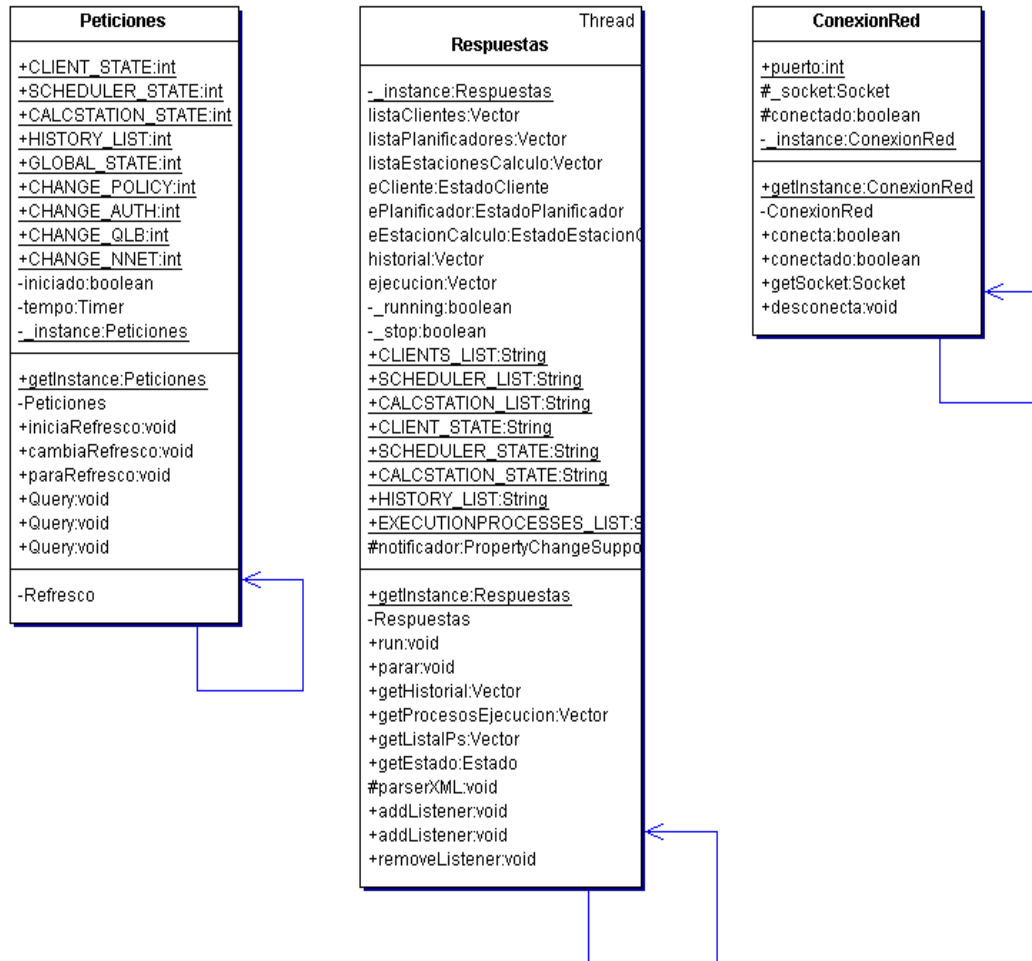 Peticiones
+CLIENT_STATE:int
+SCHEDULER_STATE:int
+CALCSTATION_STATE:int
+HISTORY_LIST:int
+GLOBAL_STATE:int
+CHANGE_POLICY:int
+CHANGE_AUTH:int
+CHANGE_QLB:int
+CHANGE_NNET:int
-iniciado:boolean
-tempo:Timer
-_instance:Peticiones
+getInstance:Peticiones
-Peticiones
+iniciaRefresco:void
+cambiaRefresco:void
+paraRefresco:void
+Query:void
+Query:void
+Query:void
-Refresco
Thread
Respuestas
-_instance:Respuestas
listaClientes:Vector
listaPlanificadores:Vector
listaEstacionesCalculo:Vector
eCliente:EstadoCliente
ePlanificador:EstadoPlanificador
eEstacionCalculo:EstadoEstacionC
historial:Vector
ejecucion:Vector
-_running:boolean
-_stop:boolean
+CLIENTS_LIST:String
+SCHEDULER_LIST:String
+CALCSTATION_LIST:String
+CLIENT_STATE:String
+SCHEDULER_STATE:String
+CALCSTATION_STATE:String
+HISTORY_LIST:String
+EXECUTIONPROCESSES_LIST:S
#notificador:PropertyChangeSuppo
+getInstance:Respuestas
-Respuestas
+run:void
+parar:void
+getHistorial:Vector
+getProcesosEjecucion:Vector
+getListaIPs:Vector
+getEstado:Estado
#parserXML:void
+addListener:void
+addListener:void
+removeListener:void
ConexionRed
+puerto:int
#_socket:Socket
#conectado:boolean
-_instance:ConexionRed
+getInstance:ConexionRed
-ConexionRed
+conecta:boolean
+conectado:boolean
+getSocket:Socket
+desconecta:void